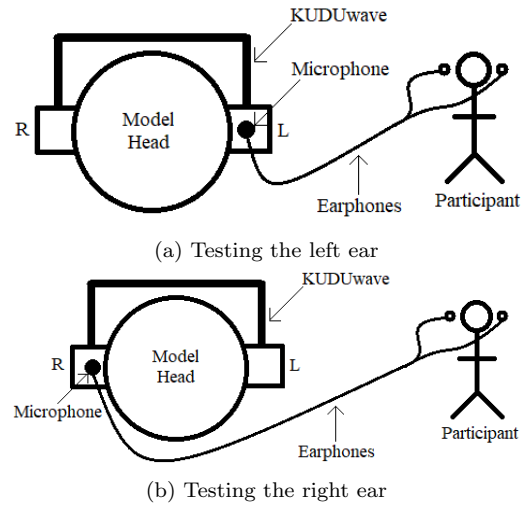 KUDUwave
Microphone
R
Model
Head
L
Earphones
Participant
(a) Testing the left ear
KUDUwave
R
Model
Head
L
Microphone
Earphones
Participant
(b) Testing the right ear